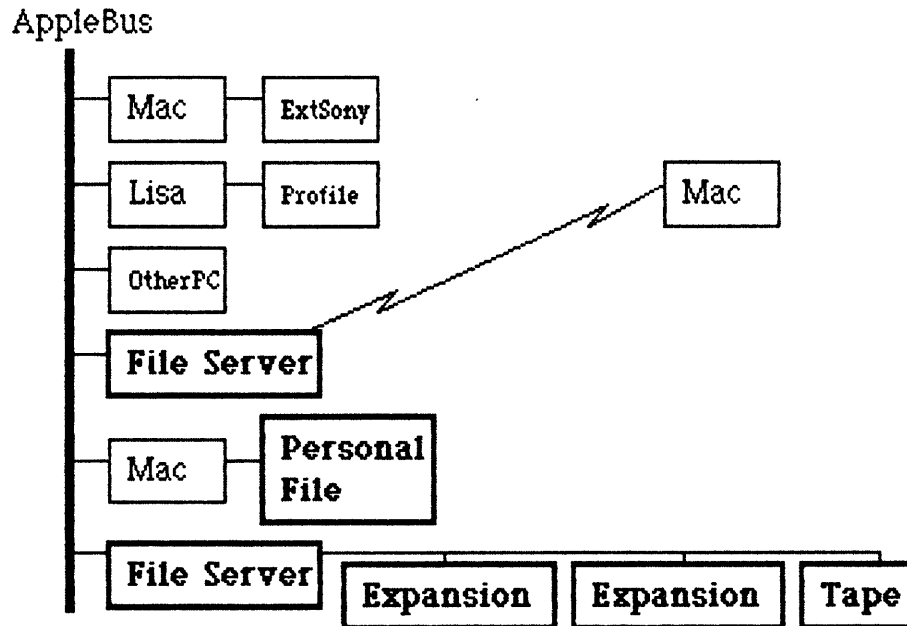 AppleBus
Mac
ExtSony
Lisa
Profile
Mac
OtherPC
File Server
Mac
Personal
File
File Server
Expansion
Expansion
Tape